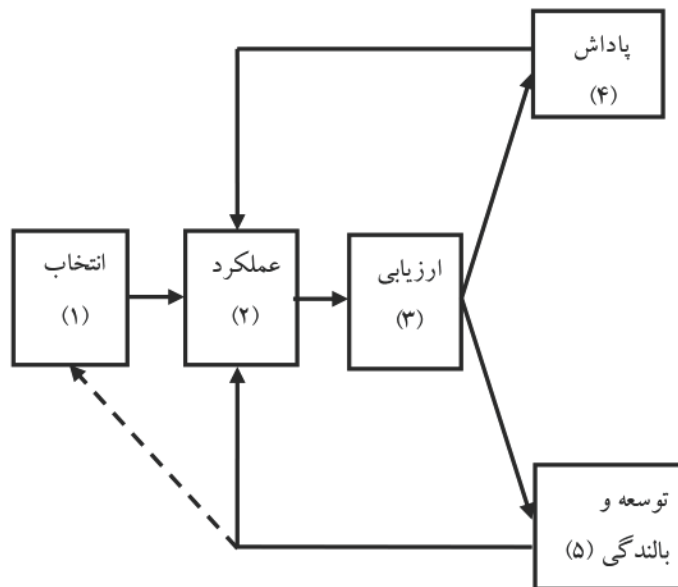 پاداش
(۴)
انتخاب
(۱)
عملکرد
(۲)
ارزیابی
(۳)
توسعه و
بالندگی (۵)